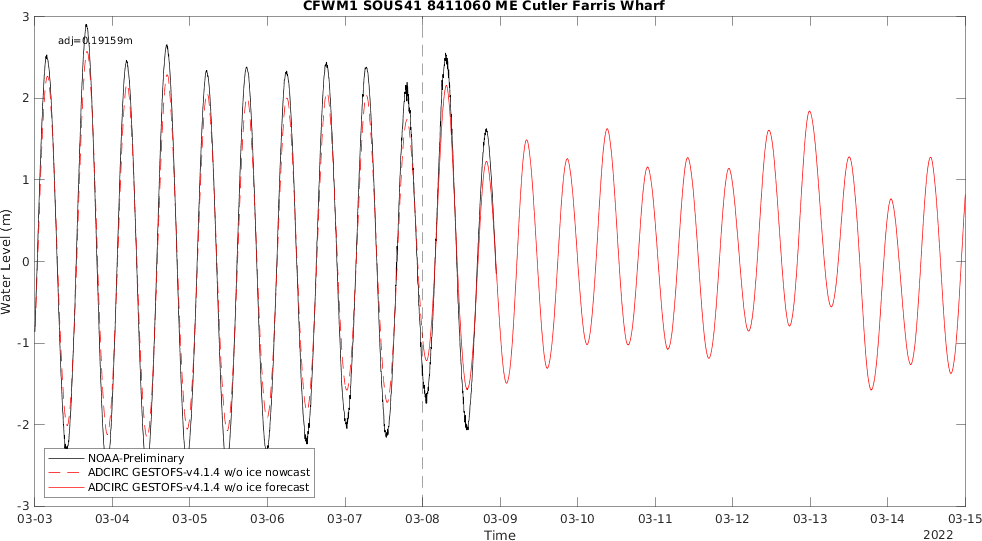 CFWM1 SOUS41 8411060 ME Cutler Farris Wharf
adj=0.19159m
3
2
1
0
-1
-2
-3
Water Level (m)
NOAA-Preliminary
ADCIRC GESTOFS-v4.1.4 w/o ice nowcast
ADCIRC GESTOFS-v4.1.4 w/o ice forecast
03-03 03-04 03-05 03-06 03-07 03-08 03-09 03-10 03-11 03-12 03-13 03-14 03-15
Time
2022